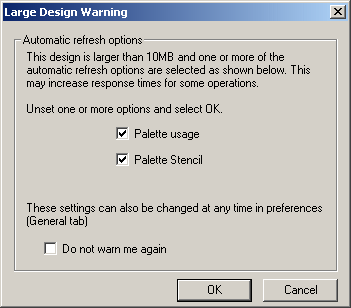 Large Design Warning
Automatic refresh options
This design is larger than 10MB and one or more of the
automatic refresh options are selected as shown below. This
may increase response times for some operations.
Unset one or more options and select OK.
Palette usage
Palette Stencil
These settings can also be changed at any time in preferences
(General tab)
Do not warn me again
OK
Cancel